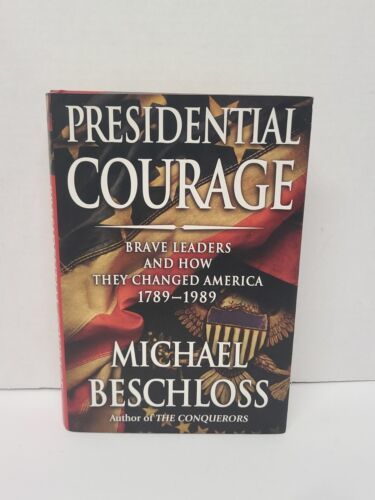 PRESIDENTIAL
COURAGE
BRAVE LEADERS
AND HOW
THEY CHANGED AMERICA
1789–1989
MICHAEL
BESCHLOSS
Author of THE CONQUERORS